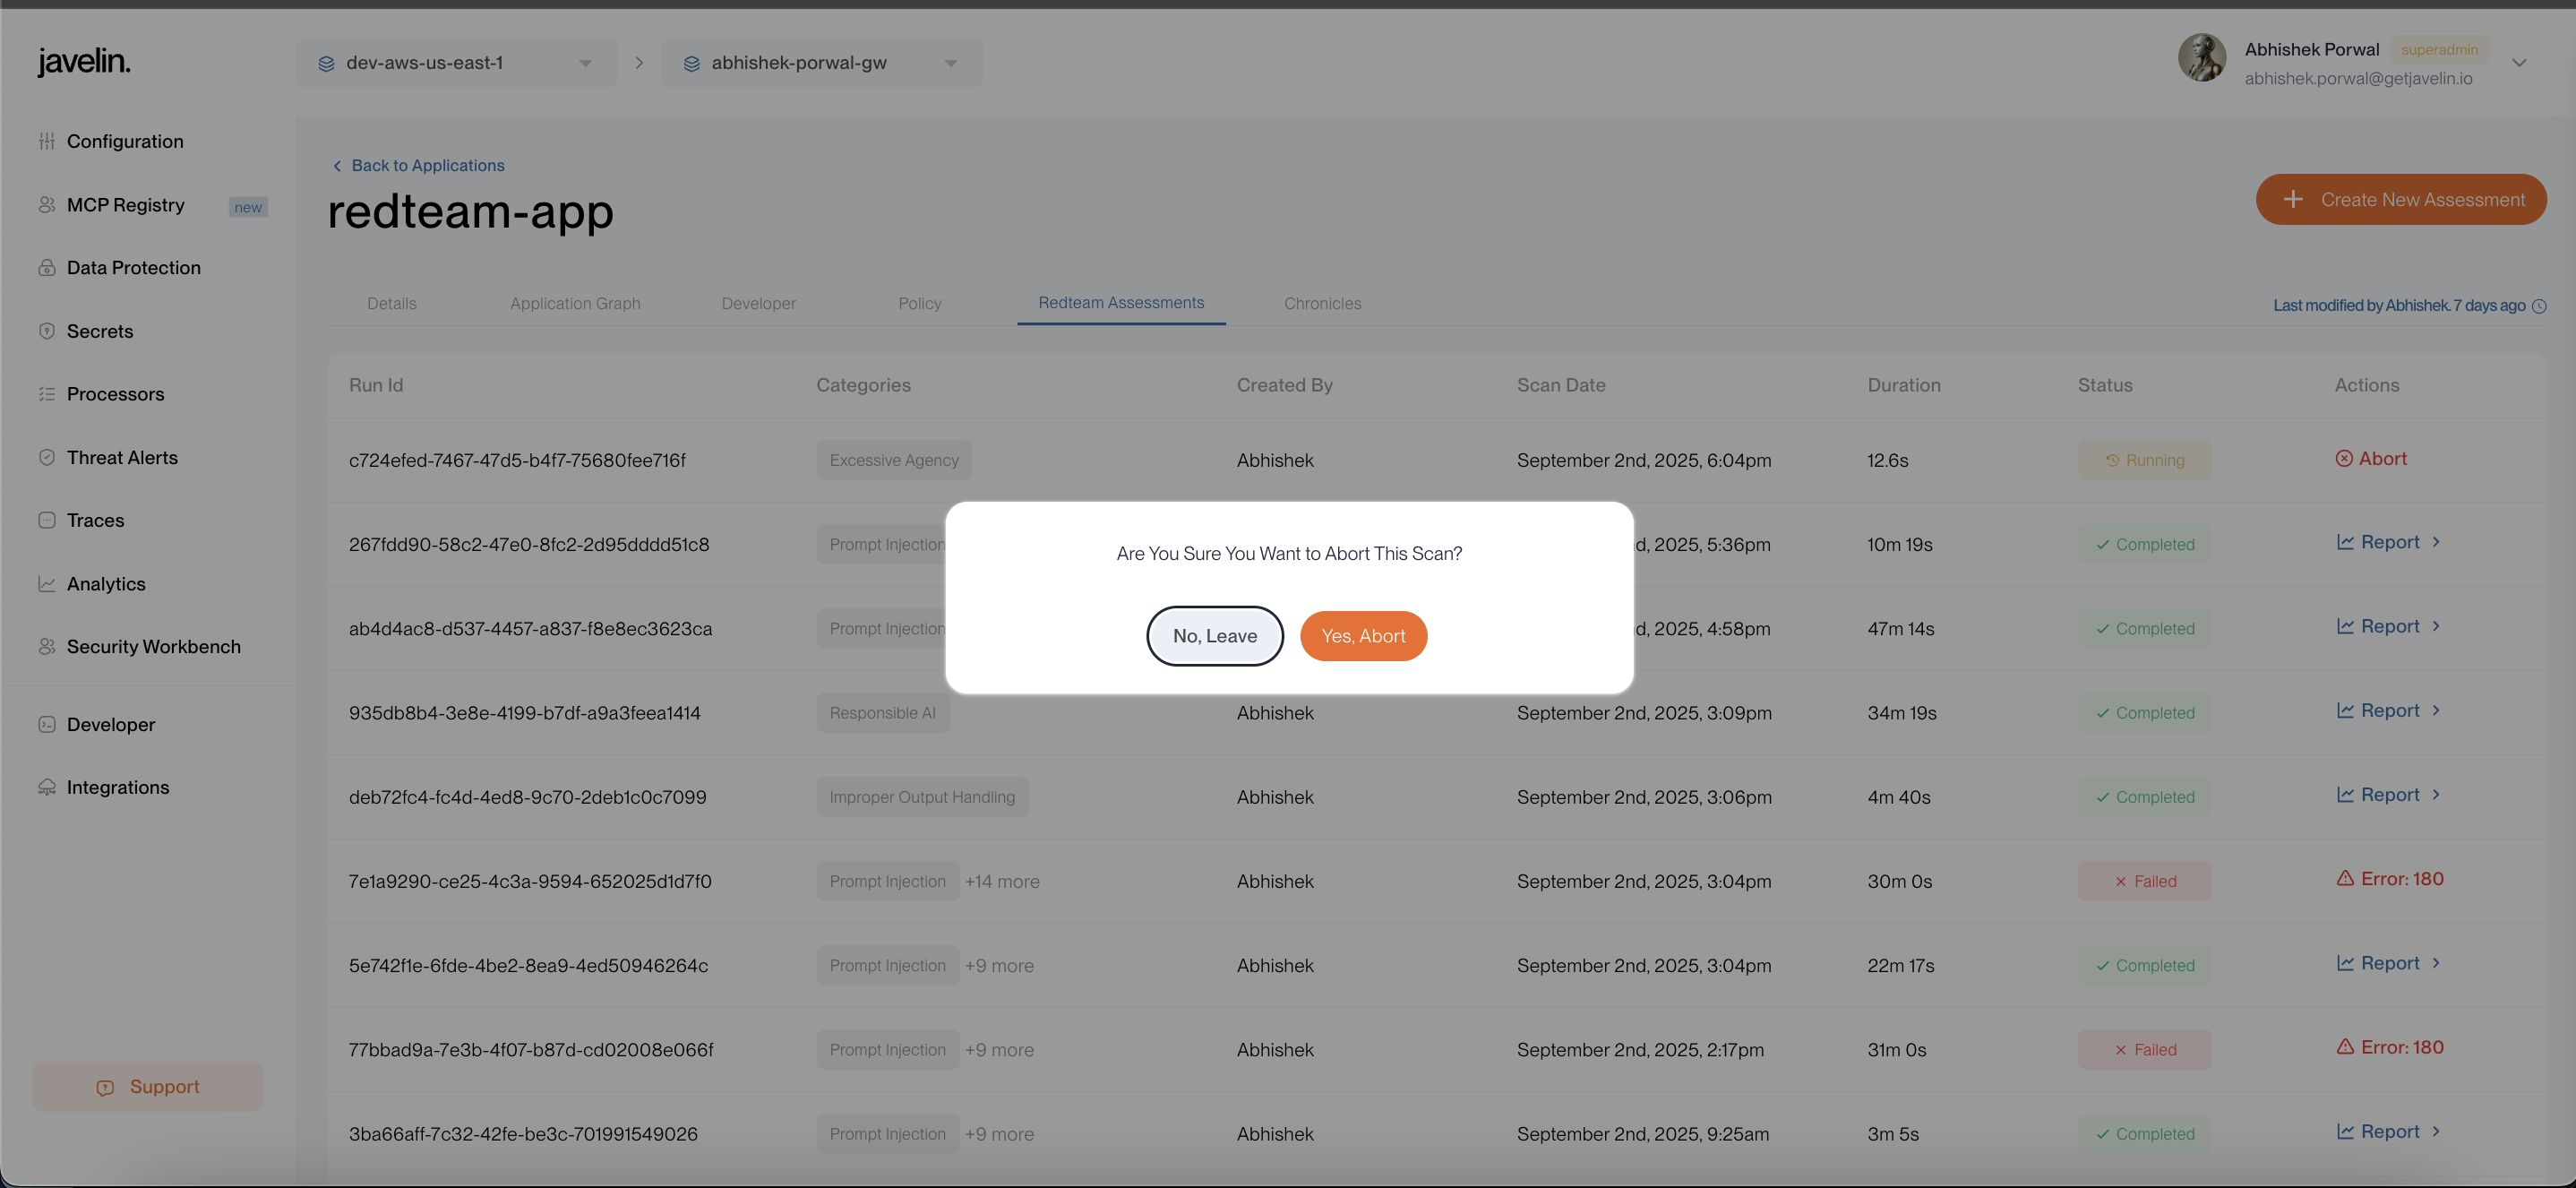 javelin.
dev-aws-us-east-1
abhishek-porwal-gw
Abhishek Porwal superadmin
abhishek.porwal@getjavelin.io
Configuration
MCP Registry new
Data Protection
Secrets
Processors
Threat Alerts
Traces
Analytics
Security Workbench
Developer
Integrations
Support
Back to Applications
redteam-app
Create New Assessment
Details Application Graph Developer Policy Redteam Assessments Chronicles
Last modified by Abhishek. 7 days ago
Run Id Categories Created By Scan Date Duration Status Actions
c724efed-7467-47d5-b4f7-75680fee716f Excessive Agency Abhishek September 2nd, 2025, 6:04pm 12.6s Running Abort
267fdd90-58c2-47e0-8fc2-2d95dddd51c8 Prompt Injection d, 2025, 5:36pm 10m 19s Completed Report
ab4d4ac8-d537-4457-a837-f8e8ec3623ca Prompt Injection d, 2025, 4:58pm 47m 14s Completed Report
935db8b4-3e8e-4199-b7df-a9a3feea1414 Responsible AI Abhishek September 2nd, 2025, 3:09pm 34m 19s Completed Report
deb72fc4-fc4d-4ed8-9c70-2deb1c0c7099 Improper Output Handling Abhishek September 2nd, 2025, 3:06pm 4m 40s Completed Report
7e1a9290-ce25-4c3a-9594-652025d1d7f0 Prompt Injection +14 more Abhishek September 2nd, 2025, 3:04pm 30m 0s Failed Error: 180
5e742f1e-6fde-4be2-8ea9-4ed50946264c Prompt Injection +9 more Abhishek September 2nd, 2025, 3:04pm 22m 17s Completed Report
77bbad9a-7e3b-4f07-b87d-cd02008e066f Prompt Injection +9 more Abhishek September 2nd, 2025, 2:17pm 31m 0s Failed Error: 180
3ba66aff-7c32-42fe-be3c-701991549026 Prompt Injection +9 more Abhishek September 2nd, 2025, 9:25am 3m 5s Completed Report
Are You Sure You Want to Abort This Scan?
No, Leave
Yes, Abort